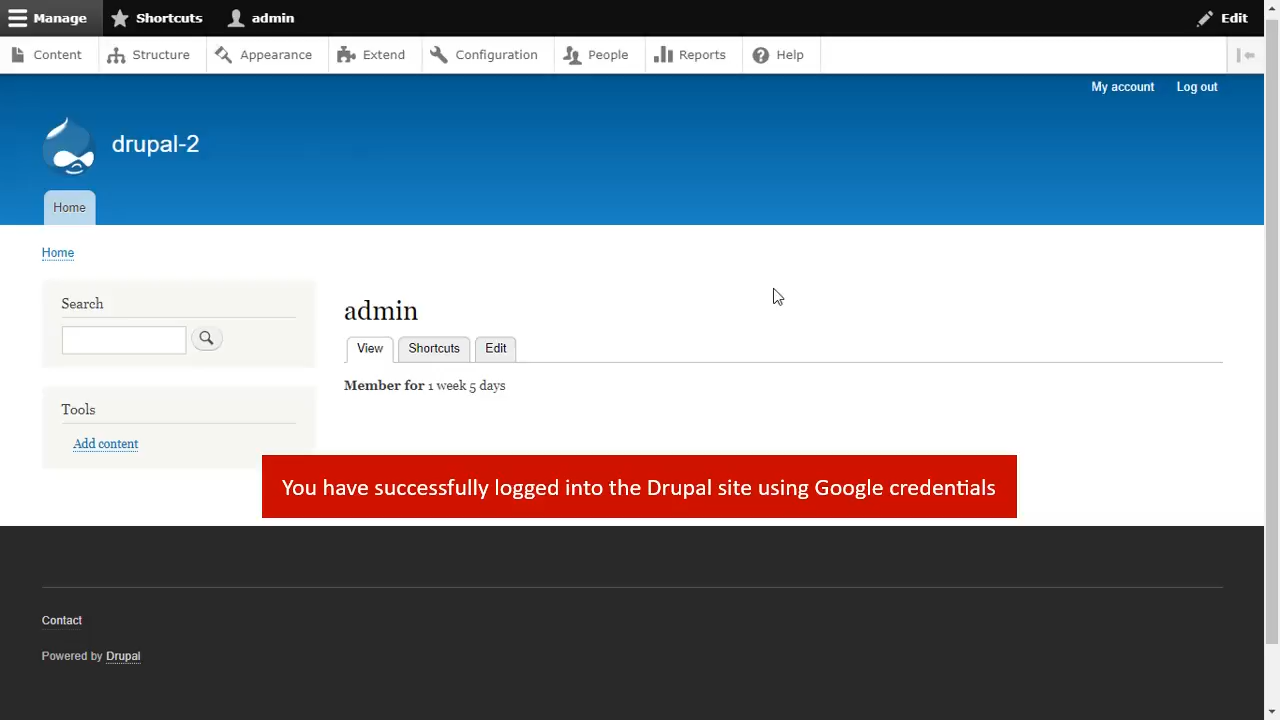 Manage Shortcuts admin Edit
Content Structure Appearance Extend Configuration People Reports Help
My account Log out
drupal-2
Home
Home
Search
admin
View Shortcuts Edit
Member for 1 week 5 days
Tools
Add content
You have successfully logged into the Drupal site using Google credentials
Contact
Powered by Drupal